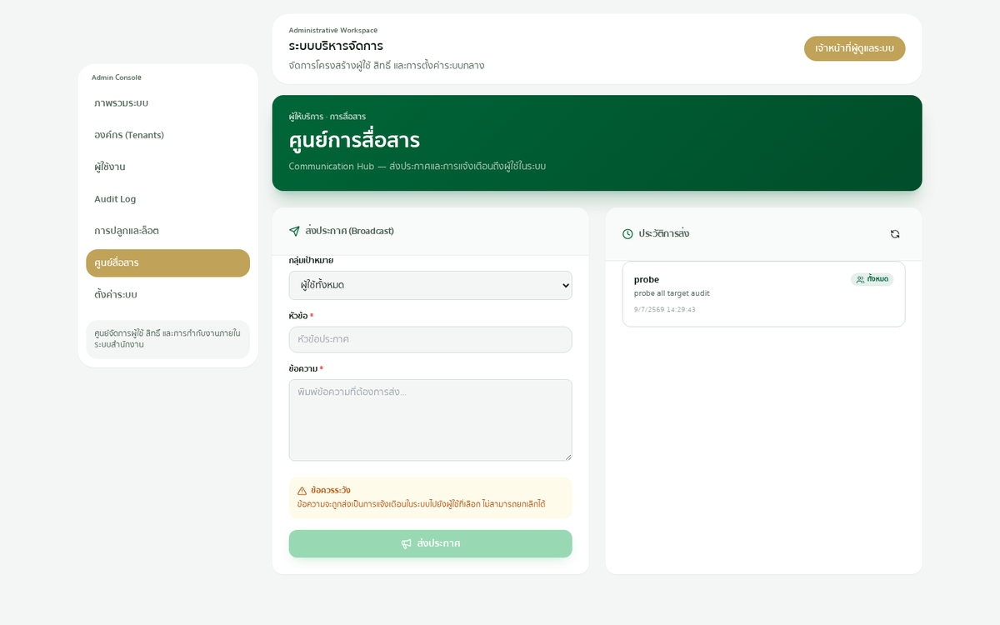 Administrative Workspace
ระบบบริหารจัดการ
จัดการโครงสร้างผู้ใช้ สิทธิ์ และการตั้งค่าระบบกลาง
เจ้าหน้าที่ผู้ดูแลระบบ
Admin Console
ภาพรวมระบบ
องค์กร (Tenants)
ผู้ใช้งาน
Audit Log
การปลูกและล็อต
ศูนย์สื่อสาร
ตั้งค่าระบบ
ศูนย์จัดการผู้ใช้ สิทธิ์ และการกำกับงานภายใน
ระบบสำนักงาน
ผู้ให้บริการ · การสื่อสาร
ศูนย์การสื่อสาร
Communication Hub — ส่งประกาศและการแจ้งเตือนถึงผู้ใช้ในระบบ
ส่งประกาศ (Broadcast)
กลุ่มเป้าหมาย
ผู้ใช้ทั้งหมด
หัวข้อ *
หัวข้อประกาศ
ข้อความ *
พิมพ์ข้อความที่ต้องการส่ง...
ข้อควรระวัง
ข้อความจะถูกส่งเป็นการแจ้งเตือนในระบบไปยังผู้ใช้ที่เลือก ไม่สามารถยกเลิกได้
ส่งประกาศ
ประวัติการส่ง
probe
ทั้งหมด
probe all target audit
9/7/2569 14:29:43